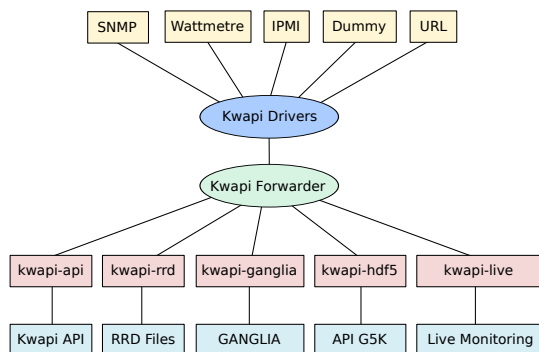 SNMP
Wattmetre
IPMI
Dummy
URL
Kwapi Drivers
Kwapi Forwarder
kwapi-api
kwapi-rrd
kwapi-ganglia
kwapi-hdf5
kwapi-live
Kwapi API
RRD Files
GANGLIA
API G5K
Live Monitoring